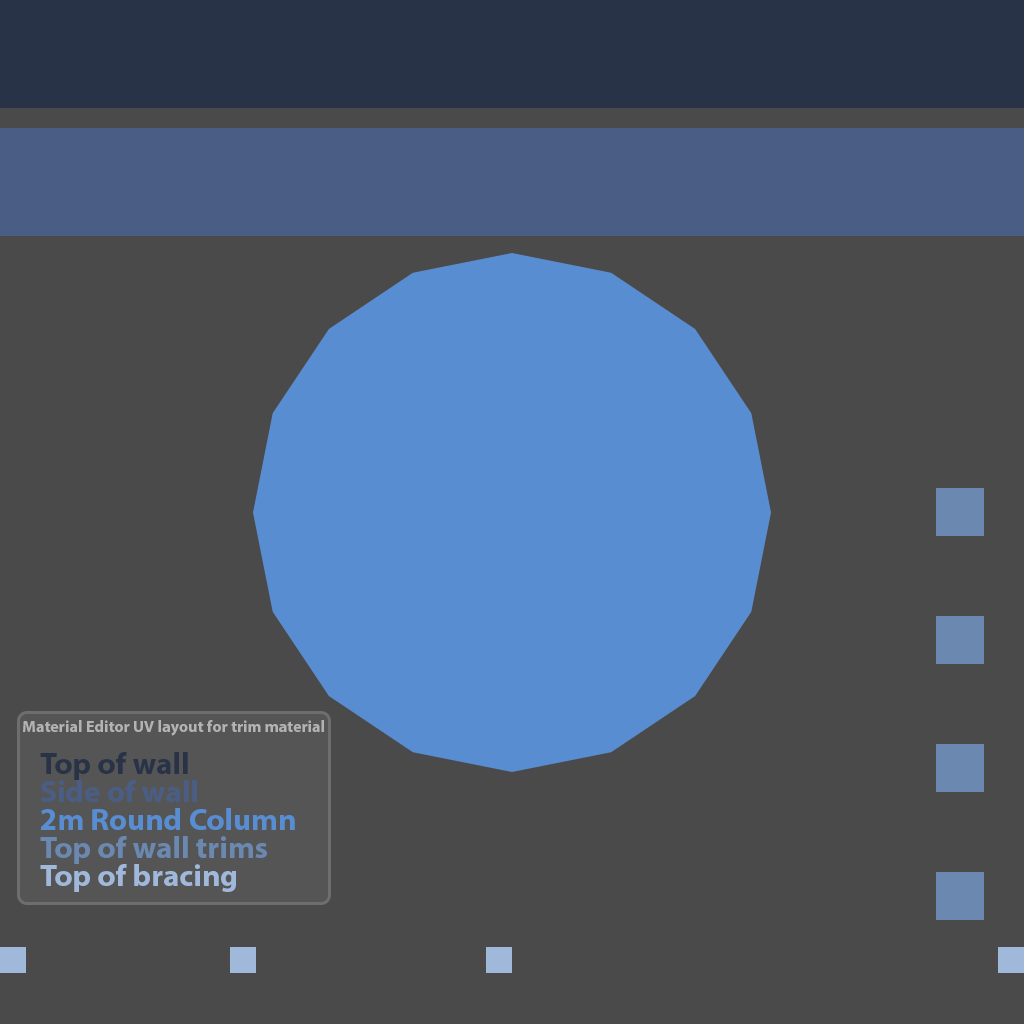 Material Editor UV layout for trim material
Top of wall
Side of wall
2m Round Column
Top of wall trims
Top of bracing